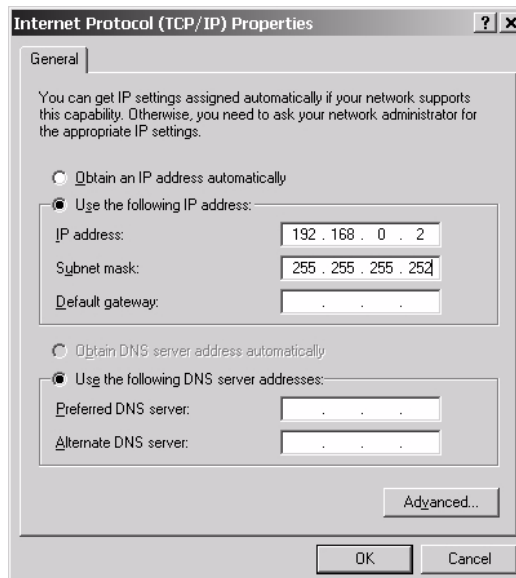 Internet Protocol (TCP/IP) Properties ? X
General
You can get IP settings assigned automatically if your network supports
this capability. Otherwise, you need to ask your network administrator for
the appropriate IP settings.
Obtain an IP address automatically
Use the following IP address:
IP address: 192 . 168 . 0 . 2
Subnet mask: 255 . 255 . 255 . 252
Default gateway: . . .
Obtain DNS server address automatically
Use the following DNS server addresses:
Preferred DNS server: . . .
Alternate DNS server: . . .
Advanced...
OK Cancel